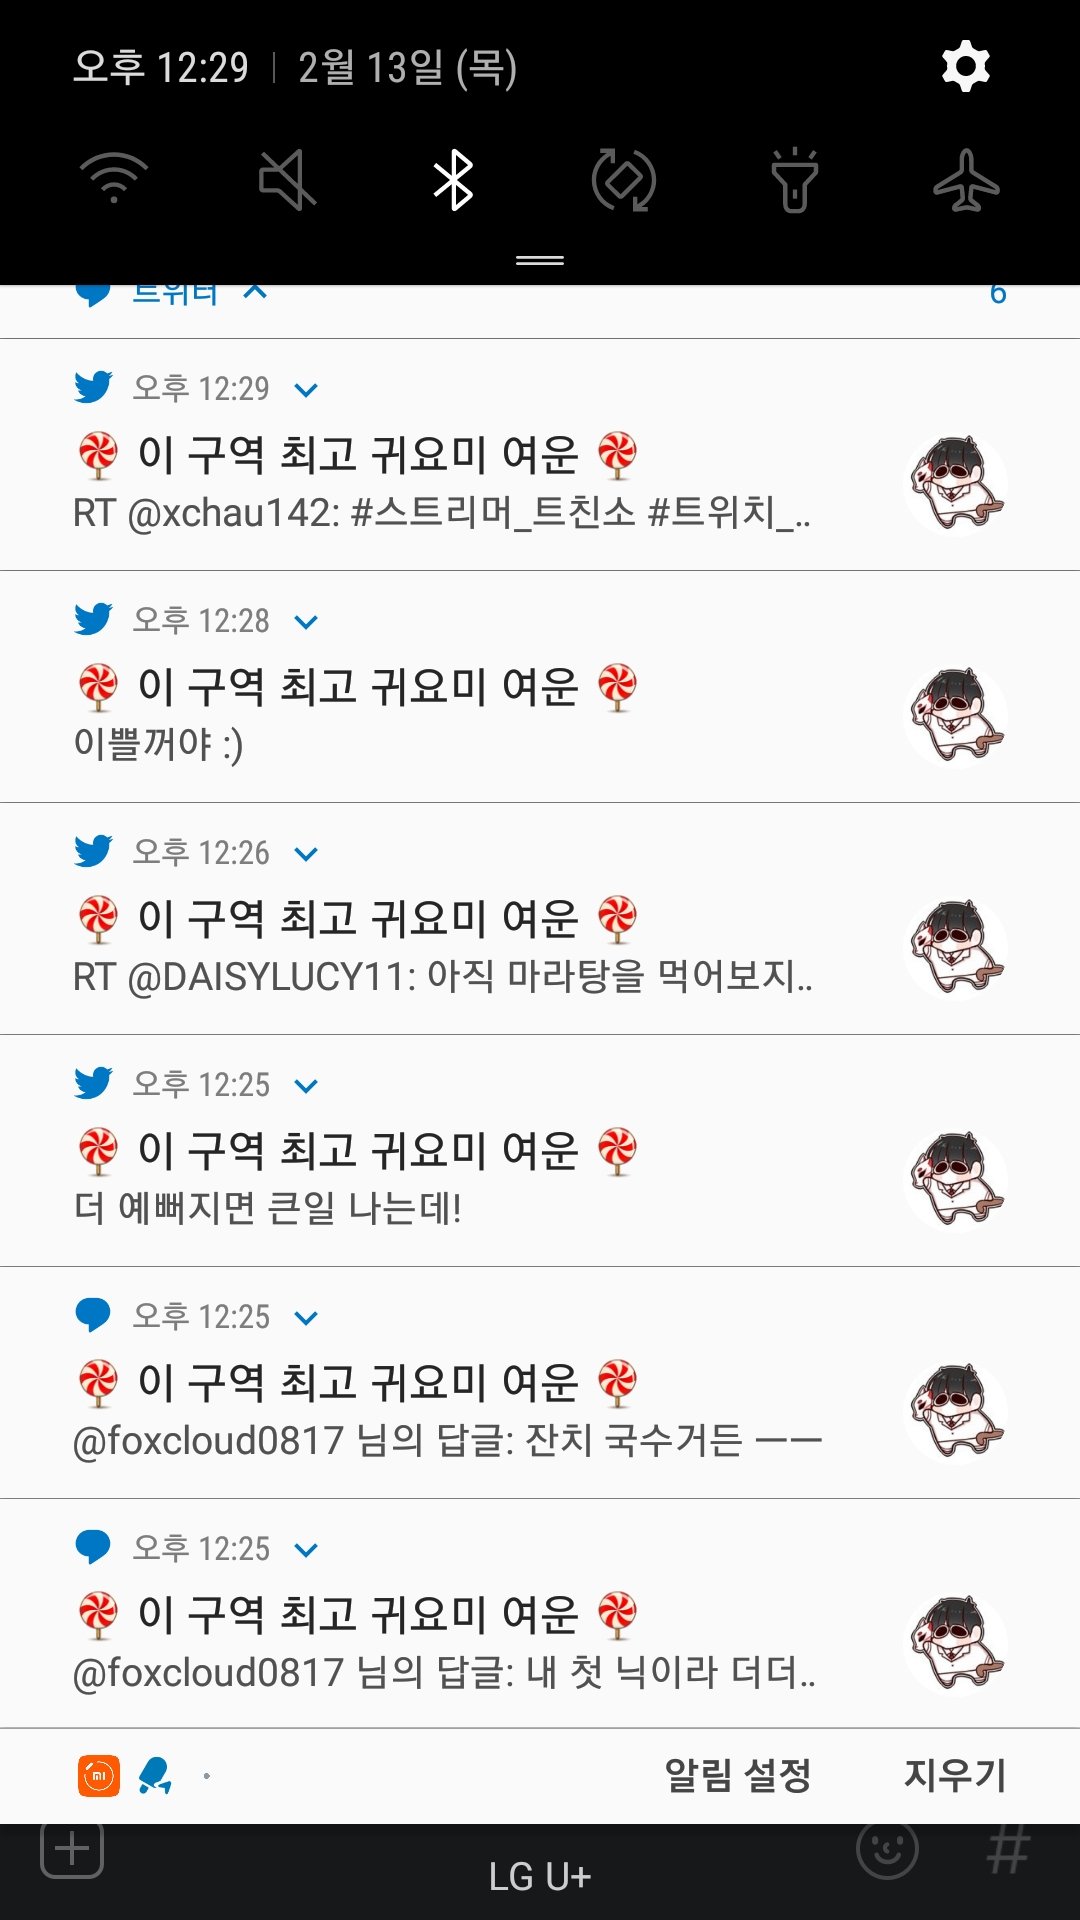 오후 12:29 | 2월 13일 (목)
트위터 6
오후 12:29
이 구역 최고 귀요미 여운
RT @xchau142: #스트리머_트친소 #트위치_..
오후 12:28
이 구역 최고 귀요미 여운
이쁠꺼야 :)
오후 12:26
이 구역 최고 귀요미 여운
RT @DAISYLUCY11: 아직 마라탕을 먹어보지..
오후 12:25
이 구역 최고 귀요미 여운
더 예뻐지면 큰일 나는데!
오후 12:25
이 구역 최고 귀요미 여운
@foxcloud0817 님의 답글: 잔치 국수거든 ㅡㅡ
오후 12:25
이 구역 최고 귀요미 여운
@foxcloud0817 님의 답글: 내 첫 닉이라 더더..
알림 설정 지우기
#
LG U+